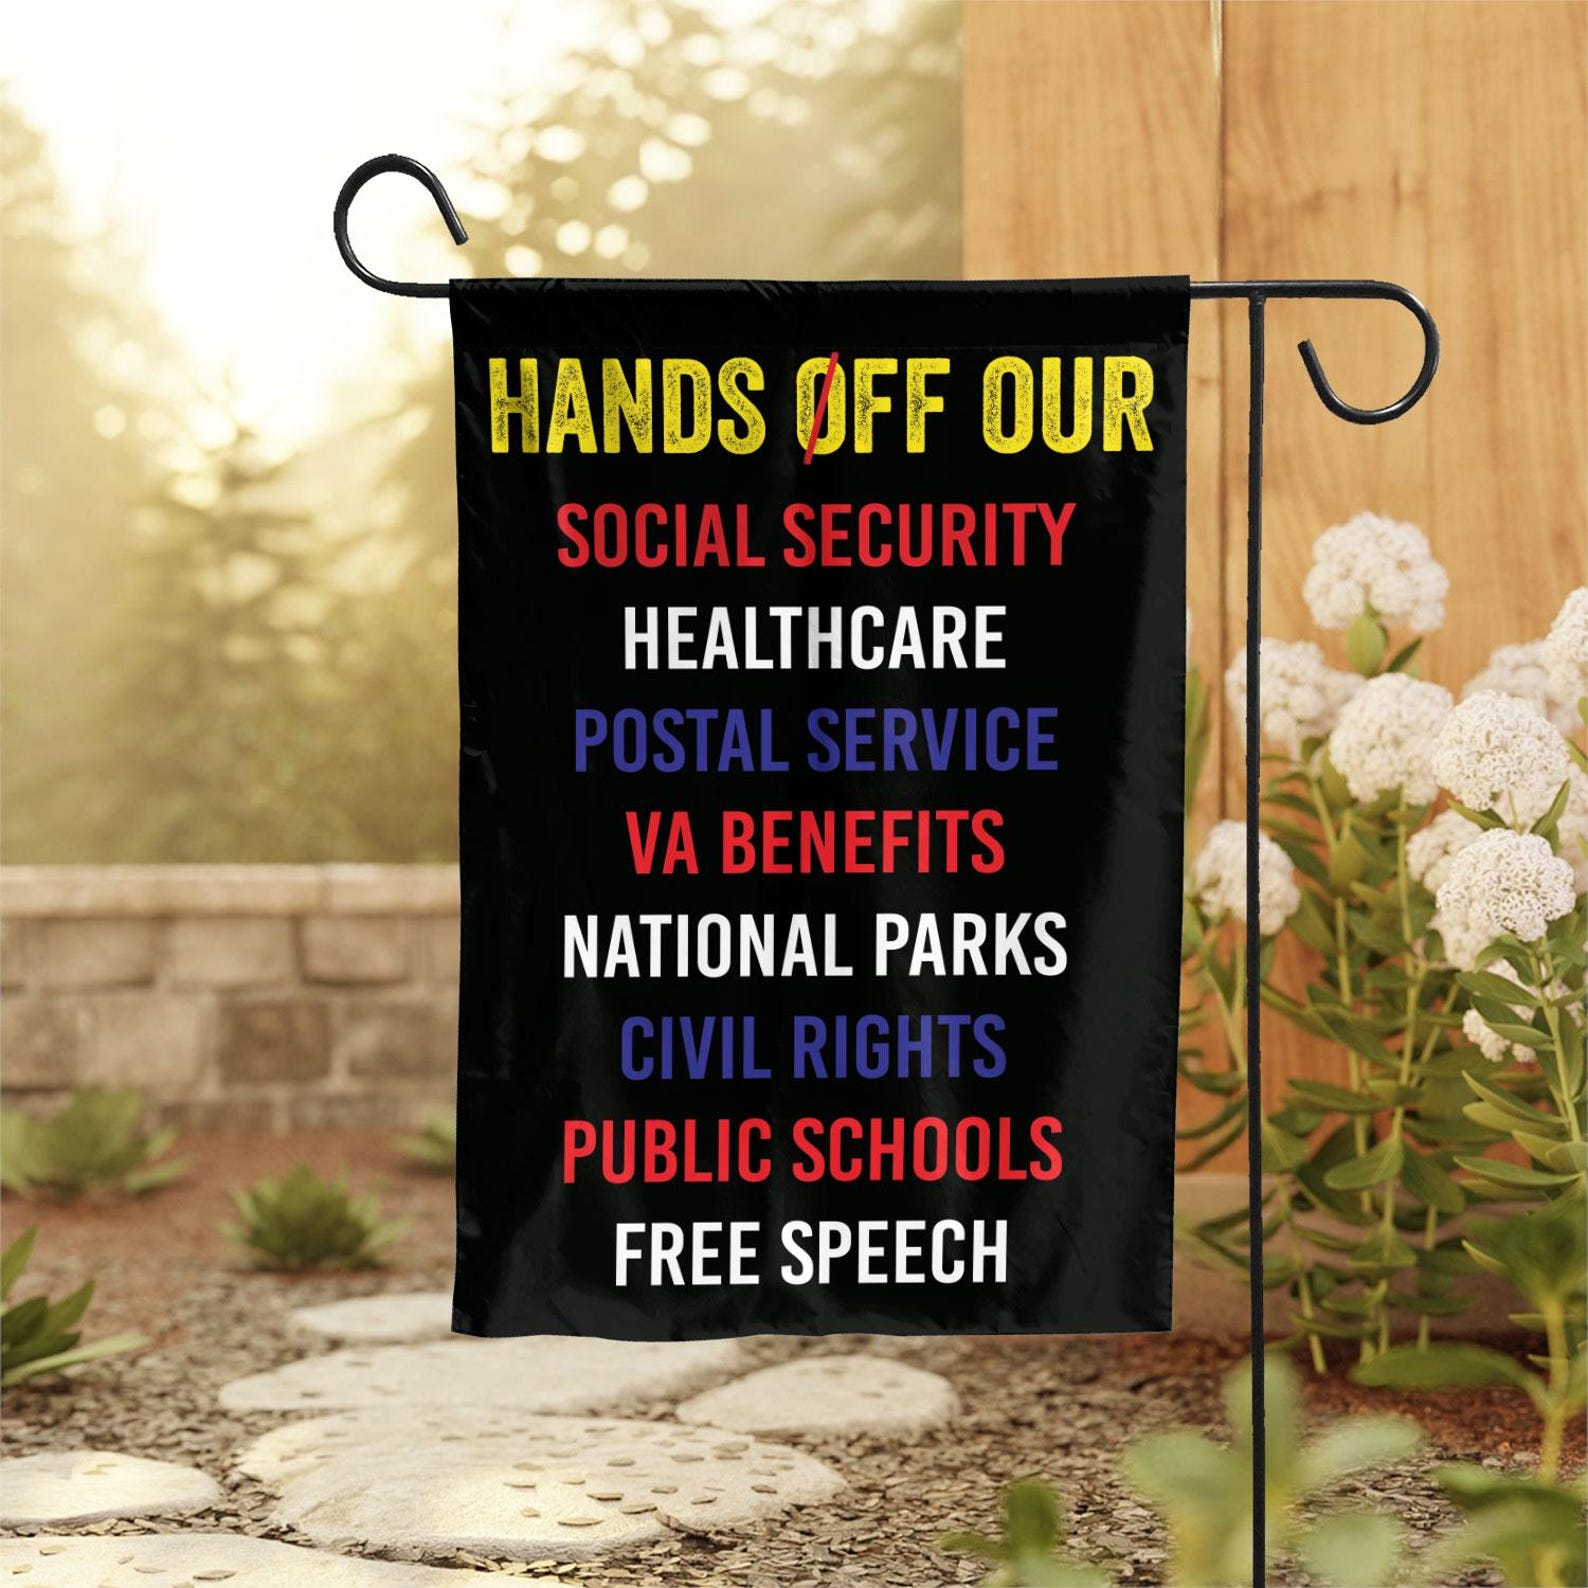 HANDS OFF OUR
SOCIAL SECURITY
HEALTHCARE
POSTAL SERVICE
VA BENEFITS
NATIONAL PARKS
CIVIL RIGHTS
PUBLIC SCHOOLS
FREE SPEECH